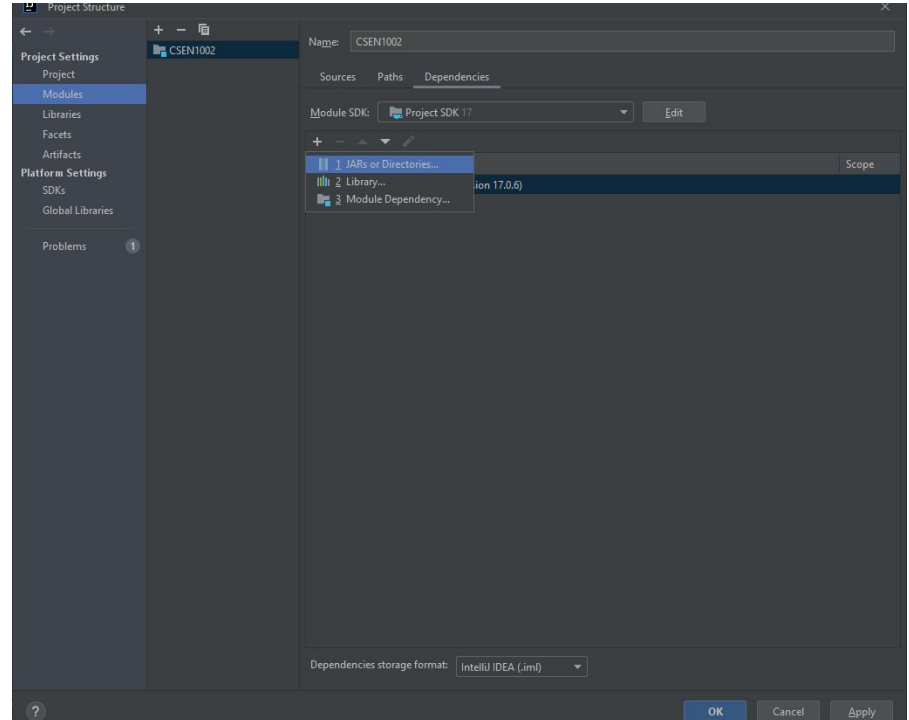 Project Structure
Project Settings
Project
Modules
Libraries
Facets
Artifacts
Platform Settings
SDKs
Global Libraries
Problems 1
CSEN1002
Name: CSEN1002
Sources Paths Dependencies
Module SDK: Project SDK 17 Edit
1 JARs or Directories...
2 Library...
3 Module Dependency...
Scope
sion 17.0.6)
Dependencies storage format: IntelliJ IDEA (.iml)
? OK Cancel Apply